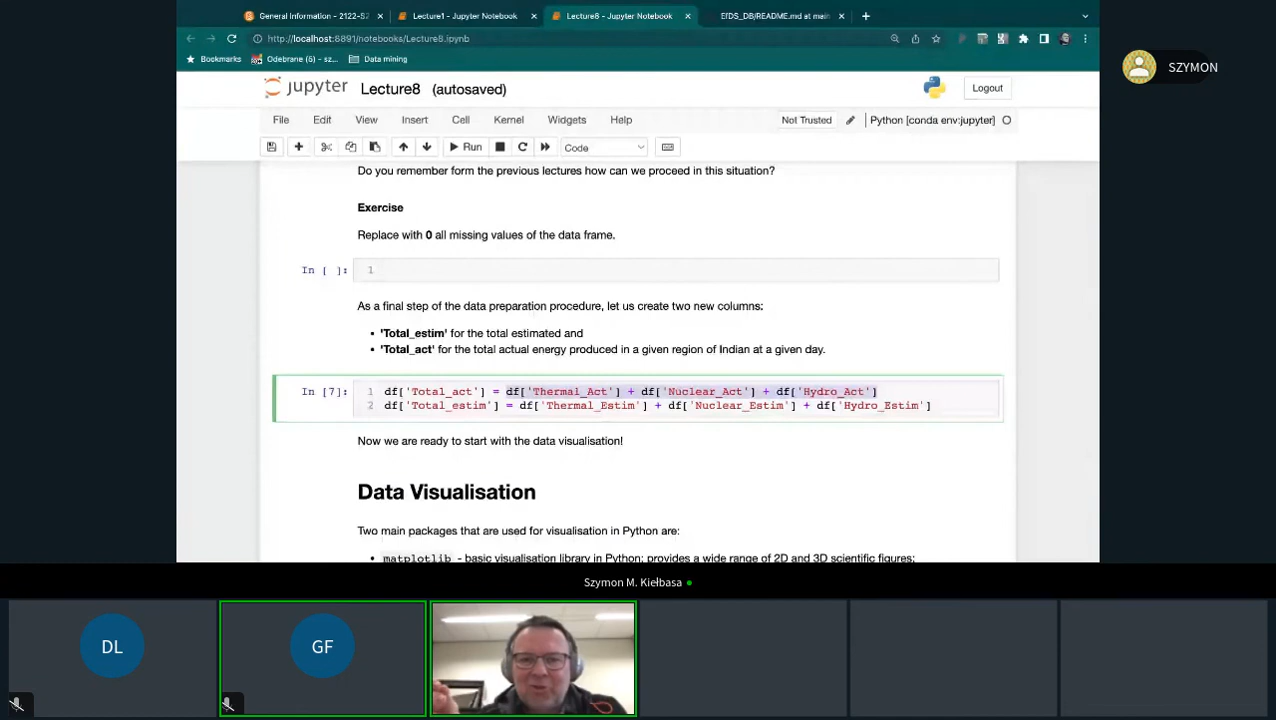 General Information - 2122-S2
Lecture1 - Jupyter Notebook
Lecture8 - Jupyter Notebook
EfDS_DB/README.md at main
http://localhost:8891/notebooks/Lecture8.ipynb
Bookmarks
Odebrane (5) - sz...
Data mining
SZYMON
jupyter Lecture8 (autosaved)
Logout
File Edit View Insert Cell Kernel Widgets Help
Not Trusted
Python [conda env:jupyter]
Run
Code
Do you remember form the previous lectures how can we proceed in this situation?
Exercise
Replace with 0 all missing values of the data frame.
In [ ]: 1
As a final step of the data preparation procedure, let us create two new columns:
• 'Total_estim' for the total estimated and
• 'Total_act' for the total actual energy produced in a given region of Indian at a given day.
In [7]: 1 df['Total_act'] = df['Thermal_Act'] + df['Nuclear_Act'] + df['Hydro_Act']
2 df['Total_estim'] = df['Thermal_Estim'] + df['Nuclear_Estim'] + df['Hydro_Estim']
Now we are ready to start with the data visualisation!
Data Visualisation
Two main packages that are used for visualisation in Python are:
• matplotlib - basic visualisation library in Python; provides a wide range of 2D and 3D scientific figures;
Szymon M. Kiełbasa
DL
GF